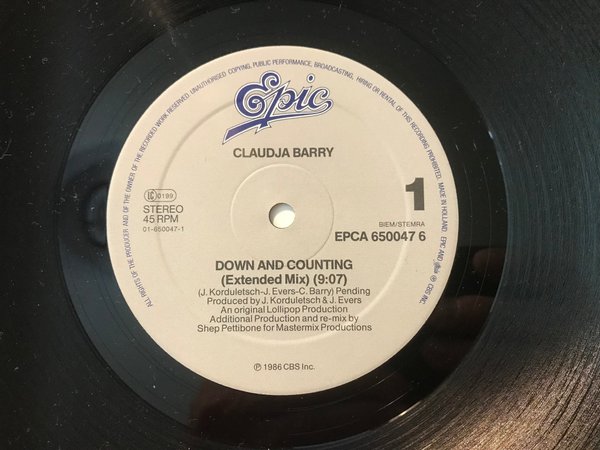 ALL RIGHTS OF THE PRODUCER AND OF THE OWNER OF THE RECORDED WORK RESERVED. UNAUTHORISED COPYING, PUBLIC PERFORMANCE, BROADCASTING, HIRING OR RENTAL OF THIS RECORDING PROHIBITED. MADE IN HOLLAND. EPIC AND Epic ℗ CBS INC.
Epic
CLAUDJA BARRY
LC 0199
STEREO
45 RPM
01-650047-1
1
BIEM/STEMRA
EPCA 650047 6
DOWN AND COUNTING
(Extended Mix) (9:07)
(J. Korduletsch-J. Evers-C. Barry) Pending
Produced by J. Korduletsch & J. Evers
An original Lollipop Production
Additional Production and re-mix by
Shep Pettibone for Mastermix Productions
℗ 1986 CBS Inc.